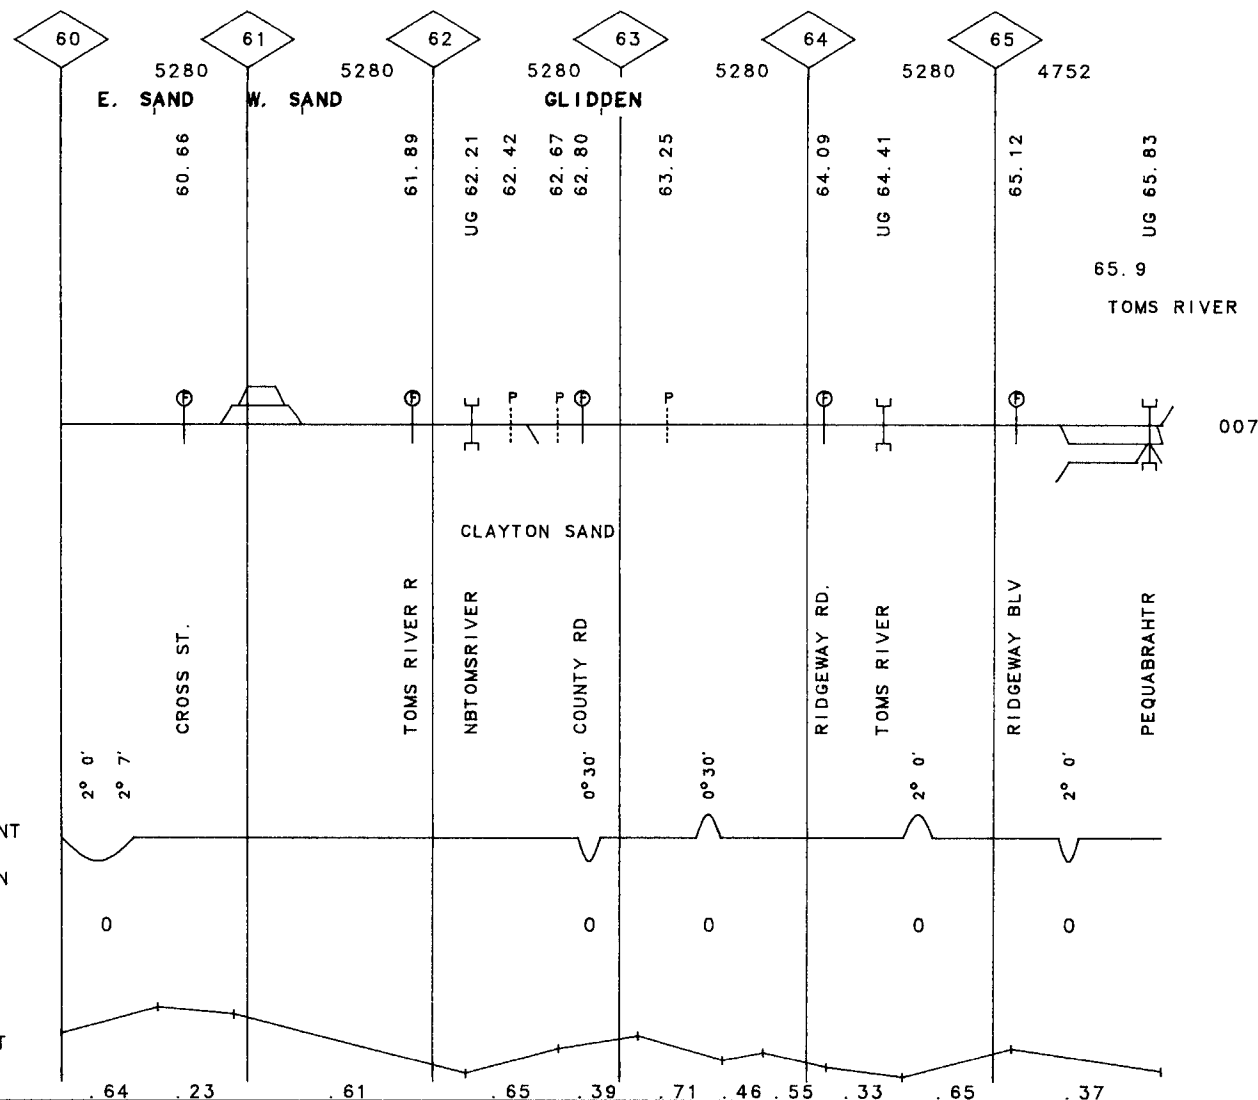 60 61 62 63 64 65
5280 5280 5280 5280 5280 4752
E. SAND W. SAND GLIDDEN
60.66 61.89 UG 62.21 62.42 62.67 62.80 63.25 64.09 UG 64.41 65.12 UG 65.83
65.9
TOMS RIVER
F F P P F P F F
007
CLAYTON SAND
CROSS ST. TOMS RIVER R NBTOMSRIVER COUNTY RD RIDGEWAY RD. TOMS RIVER RIDGEWAY BLV PEQUABRAHTR
2° 0' 2° 7' 0°30' 0°30' 2° 0' 2° 0'
NT
N
0 0 0 0 0
T
.64 .23 .61 .65 .39 .71 .46 .55 .33 .65 .37